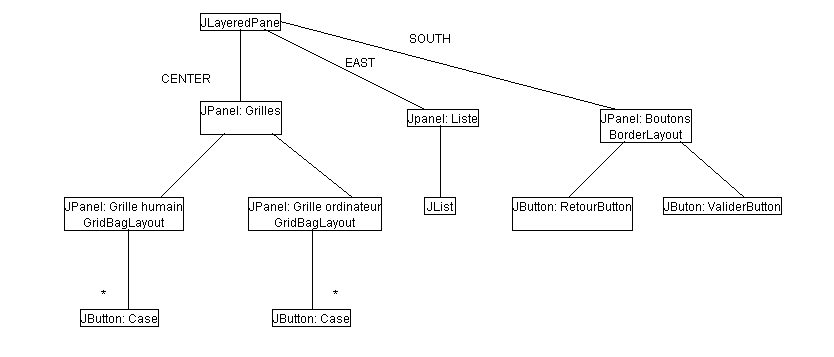 JLayeredPane
SOUTH
EAST
CENTER
JPanel: Grilles
Jpanel: Liste
JPanel: Boutons
BorderLayout
JPanel: Grille humain
GridBagLayout
JPanel: Grille ordinateur
GridBagLayout
JList
JButton: RetourButton
JButon: ValiderButton
*
*
JButton: Case
JButton: Case